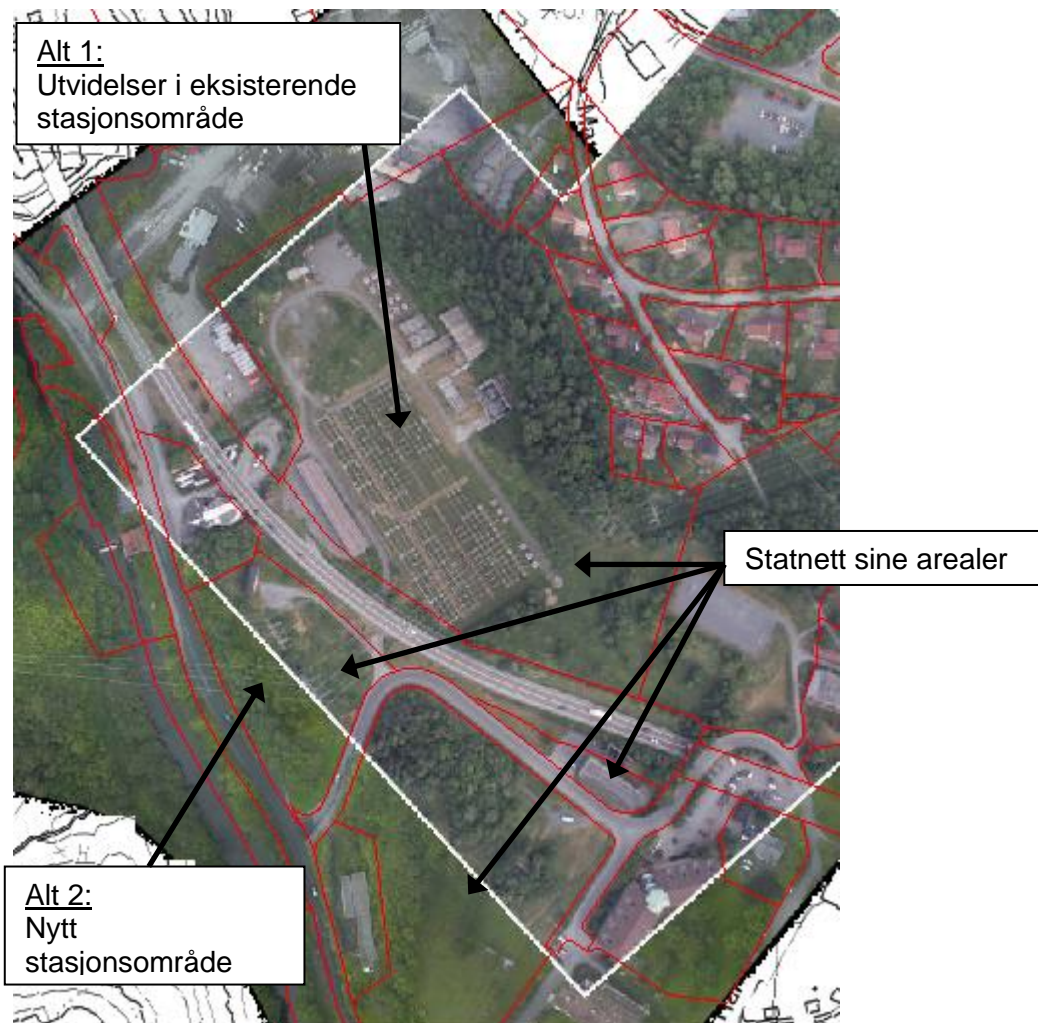 Alt 1:
Utvidelser i eksisterende
stasjonsområde
Statnett sine arealer
Alt 2:
Nytt
stasjonsområde